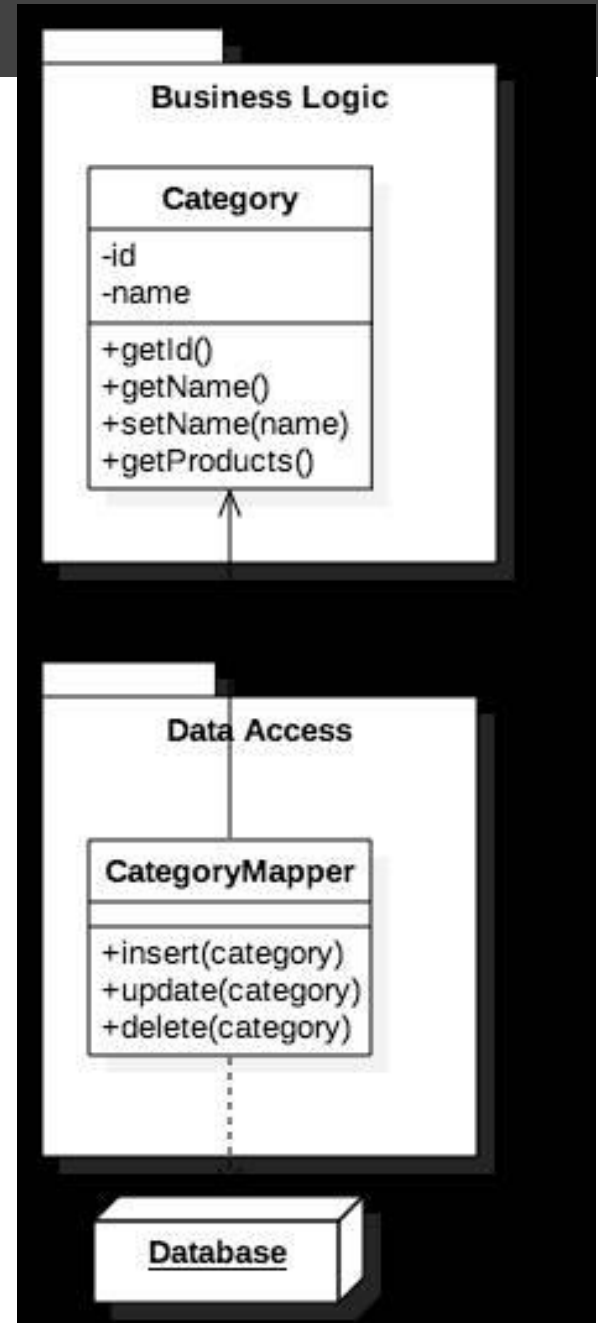 Business Logic
Category
-id
-name
+getId()
+getName()
+setName(name)
+getProducts()
Data Access
CategoryMapper
+insert(category)
+update(category)
+delete(category)
Database